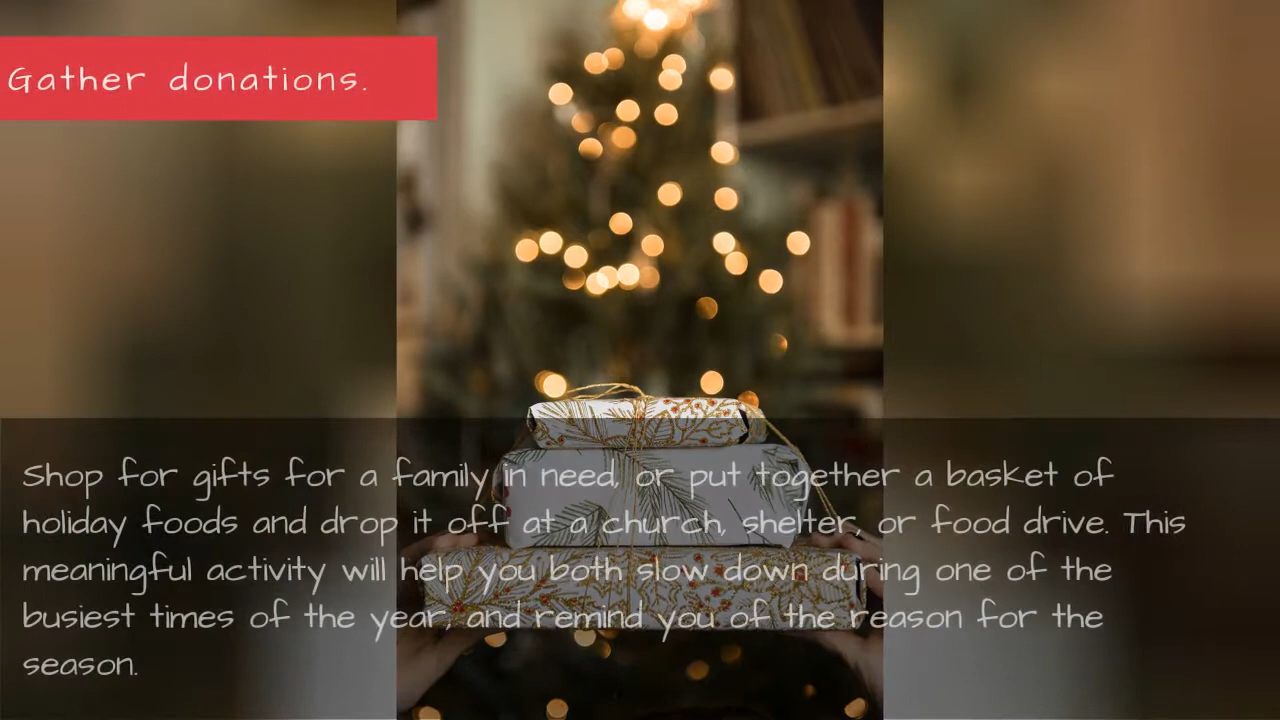 Gather donations.
Shop for gifts for a family in need, or put together a basket of
holiday foods and drop it off at a church, shelter, or food drive. This
meaningful activity will help you both slow down during one of the
busiest times of the year, and remind you of the reason for the
season.